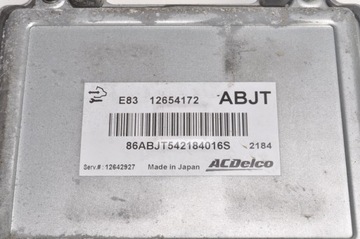 E83 12654172 ABJT
86ABJT542184016S 2184
Serv.#: 12642927 Made in Japan ACDelco